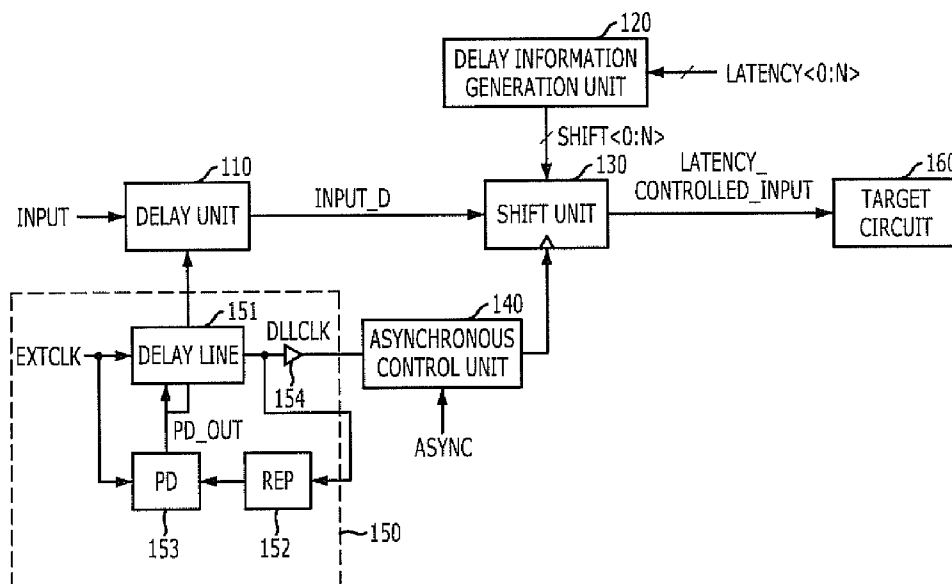 120
DELAY INFORMATION
GENERATION UNIT
LATENCY<0:N>
SHIFT<0:N>
110
130
LATENCY_
CONTROLLED_INPUT
160
INPUT
DELAY UNIT
INPUT_D
SHIFT UNIT
TARGET
CIRCUIT
151
140
EXTCLK
DELAY LINE
DLLCLK
154
ASYNCHRONOUS
CONTROL UNIT
PD_OUT
ASYNC
PD
REP
153
152
150